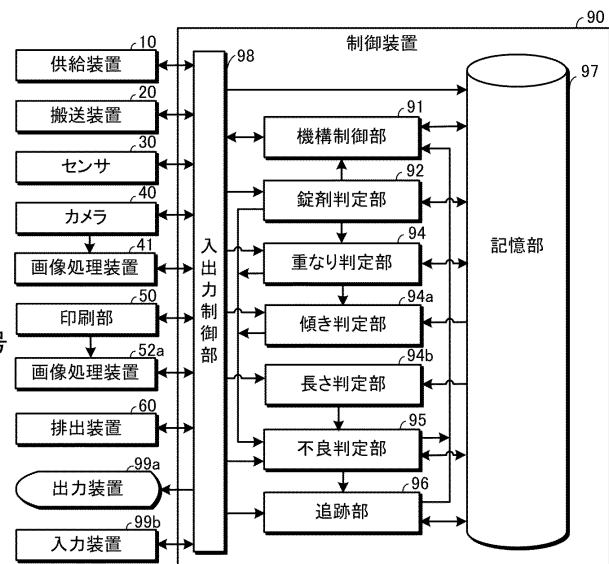 90
制御装置
10
供給装置
20
搬送装置
30
センサ
40
カメラ
41
画像処理装置
50
印刷部
号
52a
画像処理装置
60
排出装置
99a
出力装置
99b
入力装置
98
入出力制御部
91
機構制御部
92
錠剤判定部
94
重なり判定部
94a
傾き判定部
94b
長さ判定部
95
不良判定部
96
追跡部
97
記憶部